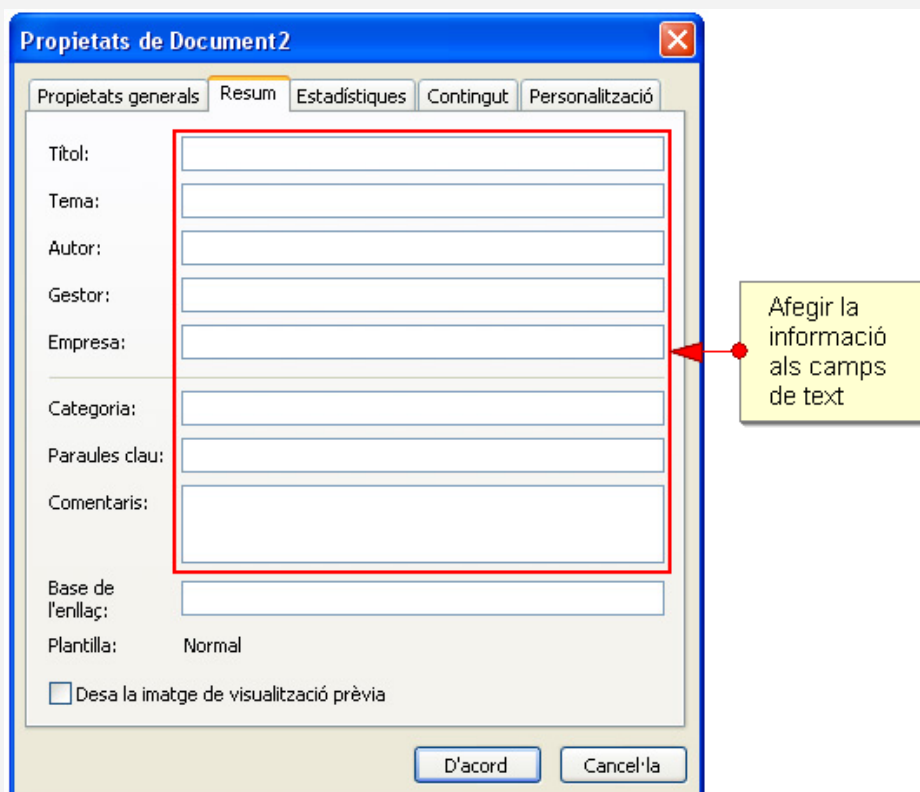 Propietats de Document2
Propietats generals Resum Estadístiques Contingut Personalització
Títol:
Tema:
Autor:
Gestor:
Empresa:
Afegir la
informació
als camps
de text
Categoria:
Paraules clau:
Comentaris:
Base de
l'enllaç:
Plantilla: Normal
Desa la imatge de visualització prèvia
D'acord Cancel·la